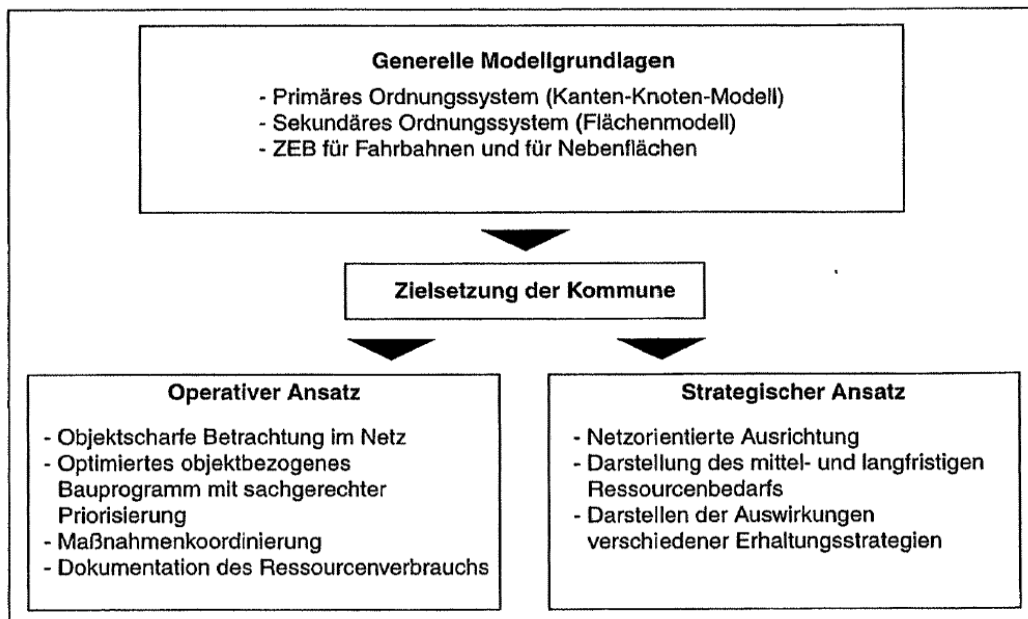 Generelle Modellgrundlagen
- Primäres Ordnungssystem (Kanten-Knoten-Modell)
- Sekundäres Ordnungssystem (Flächenmodell)
- ZEB für Fahrbahnen und für Nebenflächen
Zielsetzung der Kommune
Operativer Ansatz
- Objektscharfe Betrachtung im Netz
- Optimiertes objektbezogenes
Bauprogramm mit sachgerechter
Priorisierung
- Maßnahmenkoordinierung
- Dokumentation des Ressourcenverbrauchs
Strategischer Ansatz
- Netzorientierte Ausrichtung
- Darstellung des mittel- und langfristigen
Ressourcenbedarfs
- Darstellen der Auswirkungen
verschiedener Erhaltungsstrategien